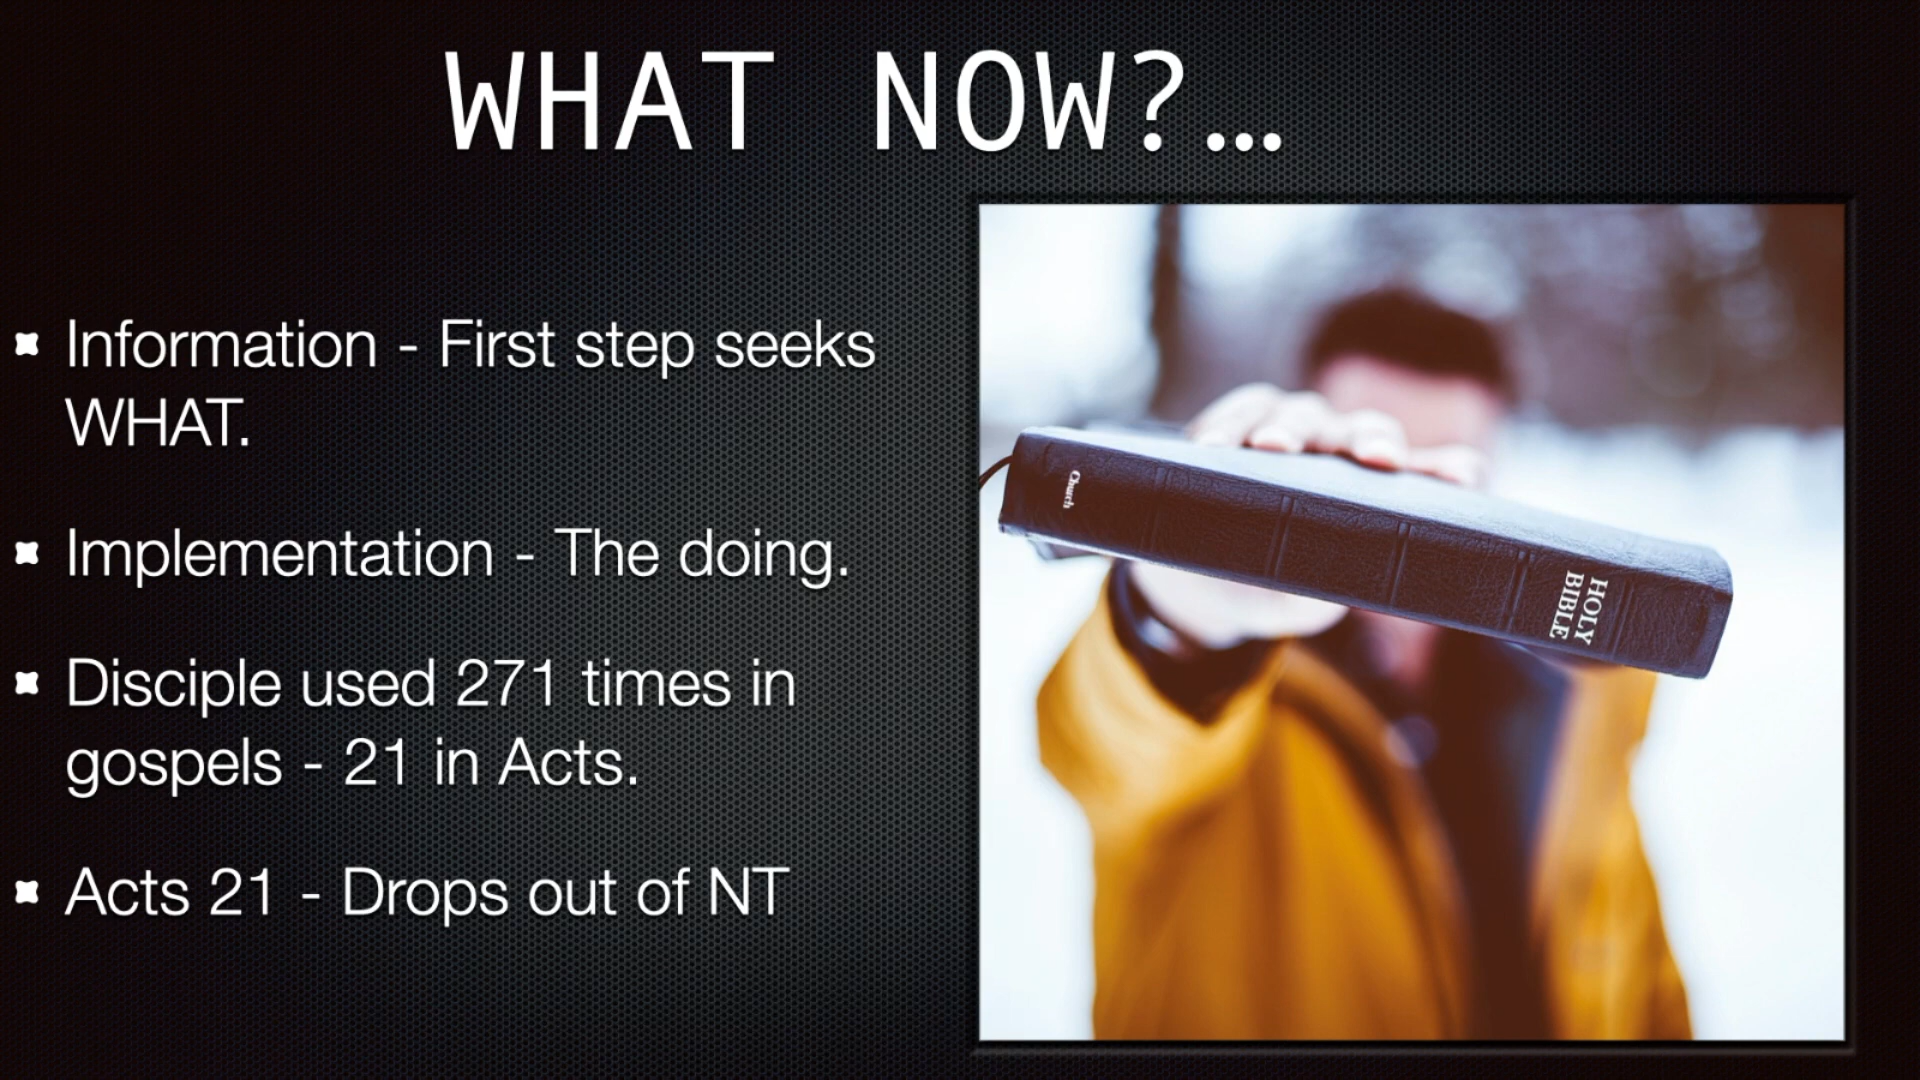 WHAT NOW?...
Information - First step seeks
WHAT.
Implementation - The doing.
Disciple used 271 times in
gospels - 21 in Acts.
Acts 21 - Drops out of NT
Church
HOLY
BIBLE